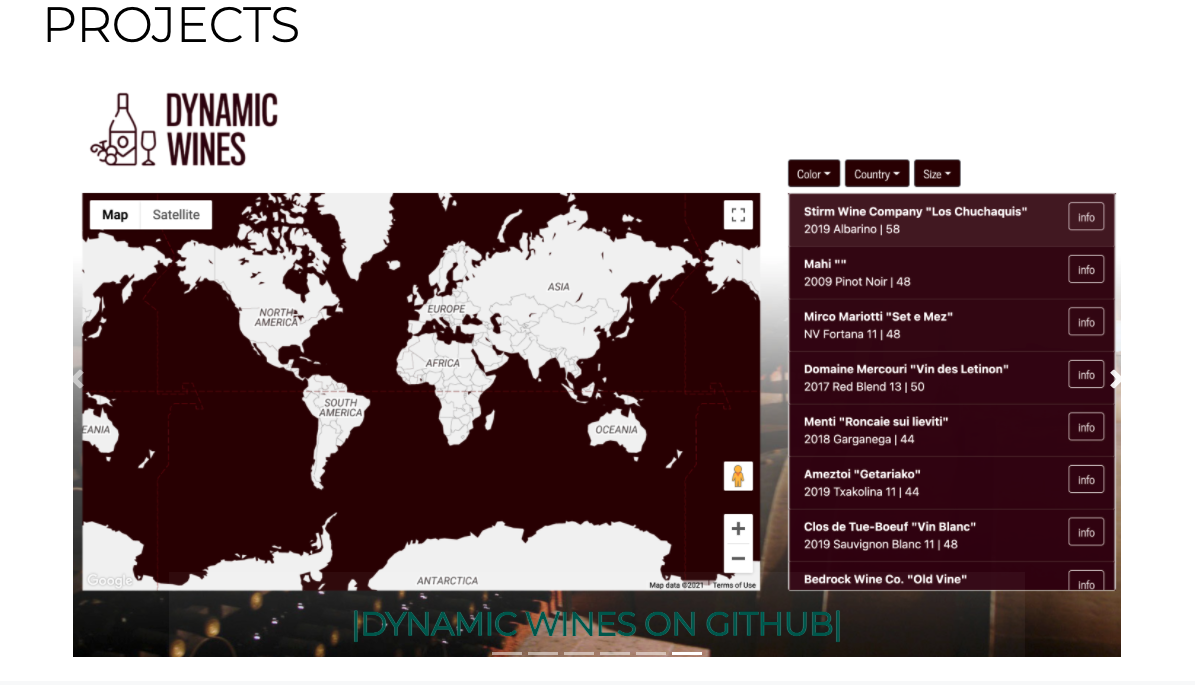 PROJECTS
DYNAMIC
WINES
Color
Country
Size
Map
Satellite
Stirm Wine Company "Los Chuchaquis"
2019 Albarino | 58
info
Mahi ""
2009 Pinot Noir | 48
info
Mirco Mariotti "Set e Mez"
NV Fortana 11 | 48
info
Domaine Mercouri "Vin des Letinon"
2017 Red Blend 13 | 50
info
Menti "Roncaie sui lieviti"
2018 Garganega | 44
info
Ameztoi "Getariako"
2019 Txakolina 11 | 44
info
Clos de Tue-Boeuf "Vin Blanc"
2019 Sauvignon Blanc 11 | 48
info
Bedrock Wine Co. "Old Vine"
info
NORTH
AMERICA
EUROPE
ASIA
AFRICA
SOUTH
AMERICA
EANIA
OCEANIA
ANTARCTICA
+
−
Google
Map data ©2021
Terms of Use
|DYNAMIC WINES ON GITHUB|